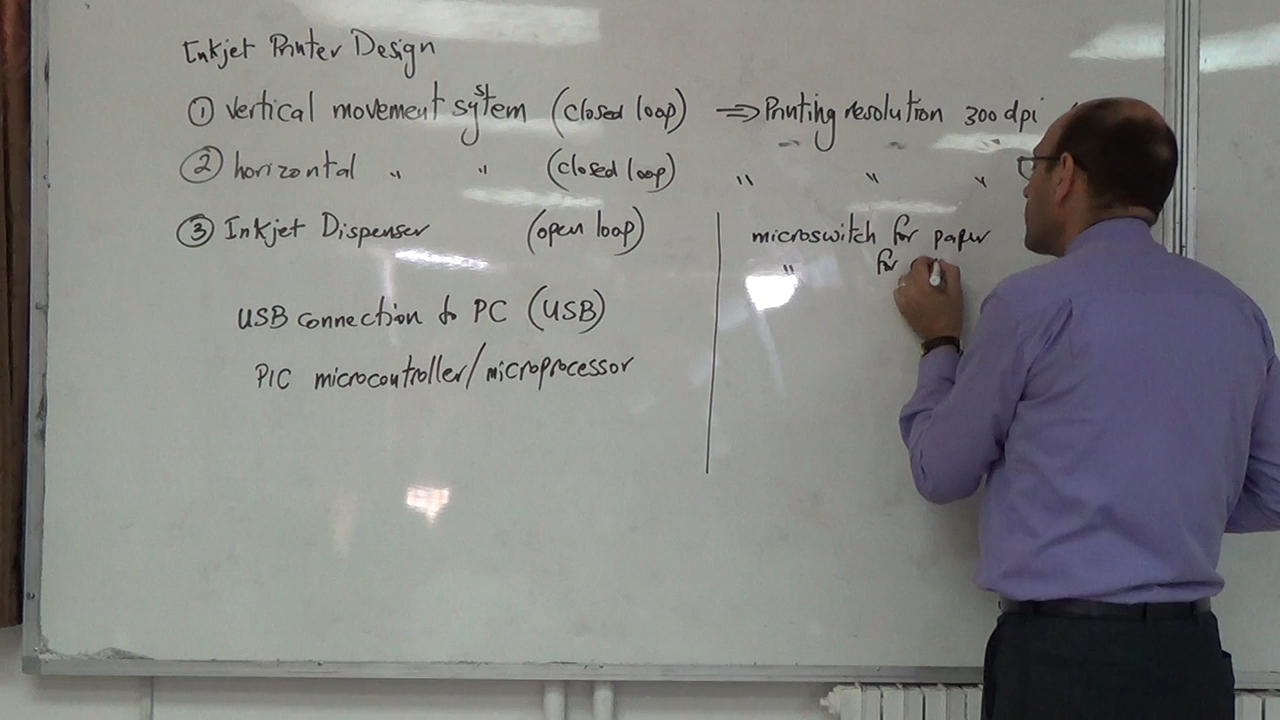 Inkjet Printer Design
① vertical movement system (closed loop) ⇒ Printing resolution 300 dpi
② horizontal " " (closed loop) " " "
③ Inkjet Dispenser (open loop)
USB connection to PC (USB)
PIC microcontroller/microprocessor
microswitch for paper
" for